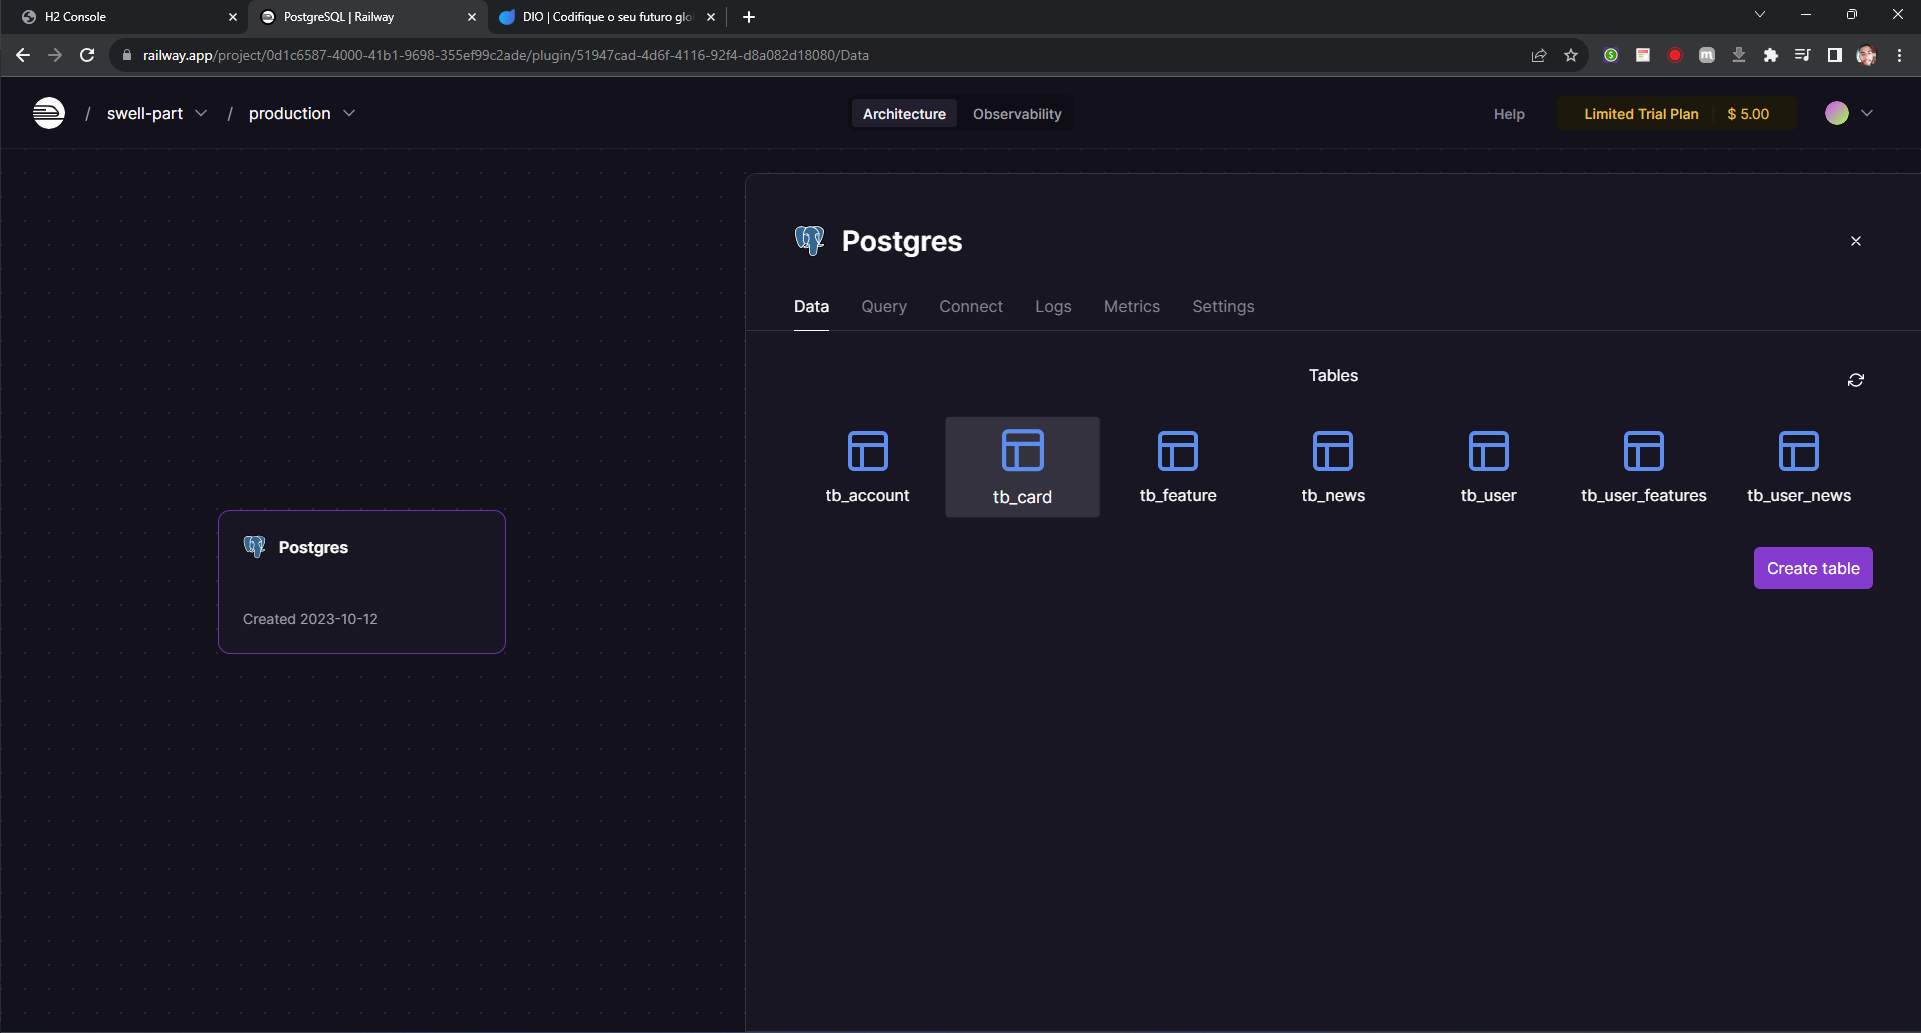 H2 Console
PostgreSQL | Railway
DIO | Codifique o seu futuro glo
railway.app/project/0d1c6587-4000-41b1-9698-355ef99c2ade/plugin/51947cad-4d6f-4116-92f4-d8a082d18080/Data
/ swell-part / production
Architecture Observability
Help
Limited Trial Plan $ 5.00
Postgres
Created 2023-10-12
Postgres
Data Query Connect Logs Metrics Settings
Tables
tb_account tb_card tb_feature tb_news tb_user tb_user_features tb_user_news
Create table